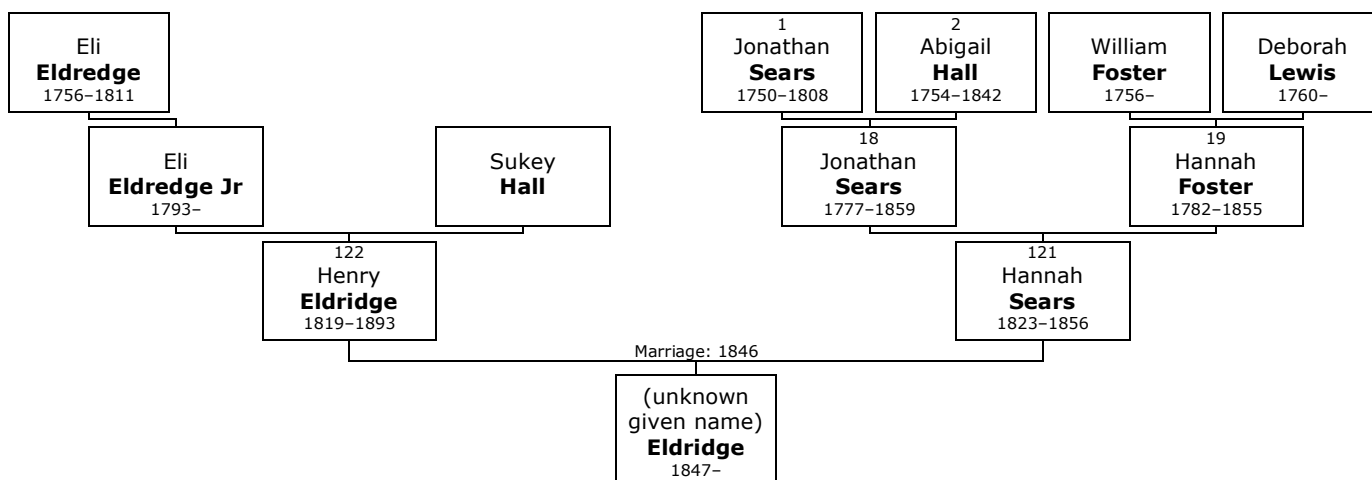 Eli
Eldredge
1756–1811
1
Jonathan
Sears
1750–1808
2
Abigail
Hall
1754–1842
William
Foster
1756–
Deborah
Lewis
1760–
Eli
Eldredge Jr
1793–
Sukey
Hall
18
Jonathan
Sears
1777–1859
19
Hannah
Foster
1782–1855
122
Henry
Eldridge
1819–1893
121
Hannah
Sears
1823–1856
Marriage: 1846
(unknown
given name)
Eldridge
1847–